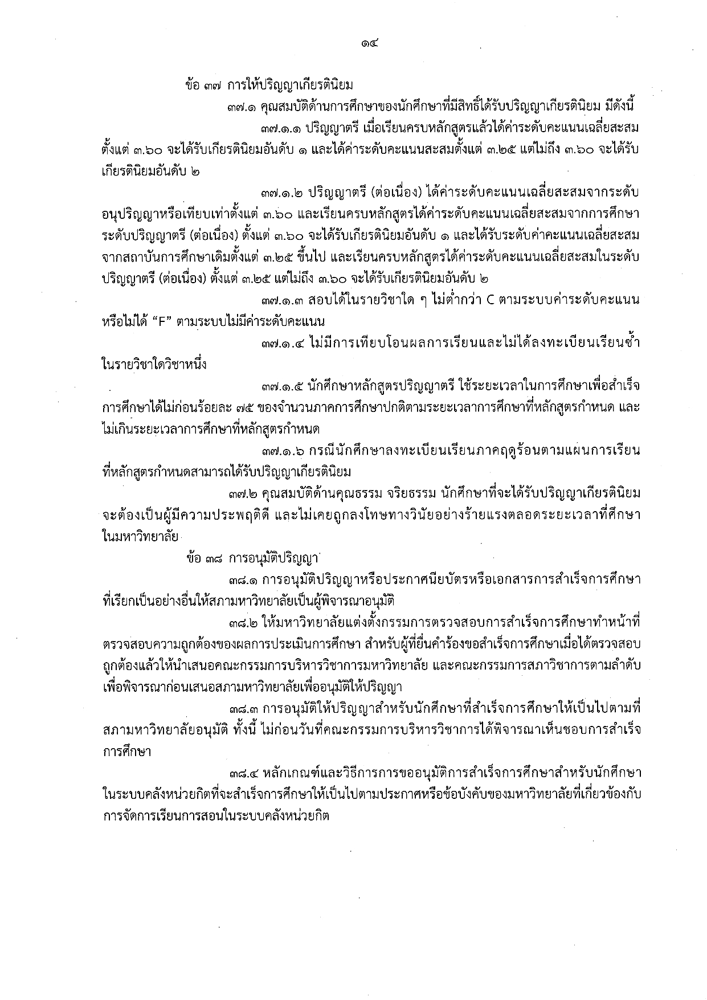 ๑๔
ข้อ ๓๗ การให้ปริญญาเกียรตินิยม
๓๗.๑ คุณสมบัติด้านการศึกษาของนักศึกษาที่มีสิทธิ์ได้รับปริญญาเกียรตินิยม มีดังนี้
๓๗.๑.๑ ปริญญาตรี เมื่อเรียนครบหลักสูตรแล้วได้ค่าระดับคะแนนเฉลี่ยสะสม
ตั้งแต่ ๓.๖๐ จะได้รับเกียรตินิยมอันดับ ๑ และได้ค่าระดับคะแนนสะสมตั้งแต่ ๓.๒๕ แต่ไม่ถึง ๓.๖๐ จะได้รับ
เกียรตินิยมอันดับ ๒
๓๗.๑.๒ ปริญญาตรี (ต่อเนื่อง) ได้ค่าระดับคะแนนเฉลี่ยสะสมจากระดับ
อนุปริญญาหรือเทียบเท่าตั้งแต่ ๓.๖๐ และเรียนครบหลักสูตรได้ค่าระดับคะแนนเฉลี่ยสะสมจากการศึกษา
ระดับปริญญาตรี (ต่อเนื่อง) ตั้งแต่ ๓.๖๐ จะได้รับเกียรตินิยมอันดับ ๑ และได้รับระดับค่าคะแนนเฉลี่ยสะสม
จากสถาบันการศึกษาเดิมตั้งแต่ ๓.๒๕ ขึ้นไป และเรียนครบหลักสูตรได้ค่าระดับคะแนนเฉลี่ยสะสมในระดับ
ปริญญาตรี (ต่อเนื่อง) ตั้งแต่ ๓.๒๕ แต่ไม่ถึง ๓.๖๐ จะได้รับเกียรตินิยมอันดับ ๒
๓๗.๑.๓ สอบได้ในรายวิชาใด ๆ ไม่ต่ำกว่า C ตามระบบค่าระดับคะแนน
หรือไม่ได้ “F” ตามระบบไม่มีค่าระดับคะแนน
๓๗.๑.๔ ไม่มีการเทียบโอนผลการเรียนและไม่ได้ลงทะเบียนเรียนซ้ำ
ในรายวิชาใดวิชาหนึ่ง
๓๗.๑.๕ นักศึกษาหลักสูตรปริญญาตรี ใช้ระยะเวลาในการศึกษาเพื่อสำเร็จ
การศึกษาได้ไม่ก่อนร้อยละ ๗๕ ของจำนวนภาคการศึกษาปกติตามระยะเวลาการศึกษาที่หลักสูตรกำหนด และ
ไม่เกินระยะเวลาการศึกษาที่หลักสูตรกำหนด
๓๗.๑.๖ กรณีนักศึกษาลงทะเบียนเรียนภาคฤดูร้อนตามแผนการเรียน
ที่หลักสูตรกำหนดสามารถได้รับปริญญาเกียรตินิยม
๓๗.๒ คุณสมบัติด้านคุณธรรม จริยธรรม นักศึกษาที่จะได้รับปริญญาเกียรตินิยม
จะต้องเป็นผู้มีความประพฤติดี และไม่เคยถูกลงโทษทางวินัยอย่างร้ายแรงตลอดระยะเวลาที่ศึกษา
ในมหาวิทยาลัย
ข้อ ๓๘ การอนุมัติปริญญา
๓๘.๑ การอนุมัติปริญญาหรือประกาศนียบัตรหรือเอกสารการสำเร็จการศึกษา
ที่เรียกเป็นอย่างอื่นให้สภามหาวิทยาลัยเป็นผู้พิจารณาอนุมัติ
๓๘.๒ ให้มหาวิทยาลัยแต่งตั้งกรรมการตรวจสอบการสำเร็จการศึกษาทำหน้าที่
ตรวจสอบความถูกต้องของผลการประเมินการศึกษา สำหรับผู้ที่ยื่นคำร้องขอสำเร็จการศึกษาเมื่อได้ตรวจสอบ
ถูกต้องแล้วให้นำเสนอคณะกรรมการบริหารวิชาการมหาวิทยาลัย และคณะกรรมการสภาวิชาการตามลำดับ
เพื่อพิจารณาก่อนเสนอสภามหาวิทยาลัยเพื่ออนุมัติให้ปริญญา
๓๘.๓ การอนุมัติให้ปริญญาสำหรับนักศึกษาที่สำเร็จการศึกษาให้เป็นไปตามที่
สภามหาวิทยาลัยอนุมัติ ทั้งนี้ ไม่ก่อนวันที่คณะกรรมการบริหารวิชาการได้พิจารณาเห็นชอบการสำเร็จ
การศึกษา
๓๘.๔ หลักเกณฑ์และวิธีการการขออนุมัติการสำเร็จการศึกษาสำหรับนักศึกษา
ในระบบคลังหน่วยกิตที่จะสำเร็จการศึกษาให้เป็นไปตามประกาศหรือข้อบังคับของมหาวิทยาลัยที่เกี่ยวข้องกับ
การจัดการเรียนการสอนในระบบคลังหน่วยกิต